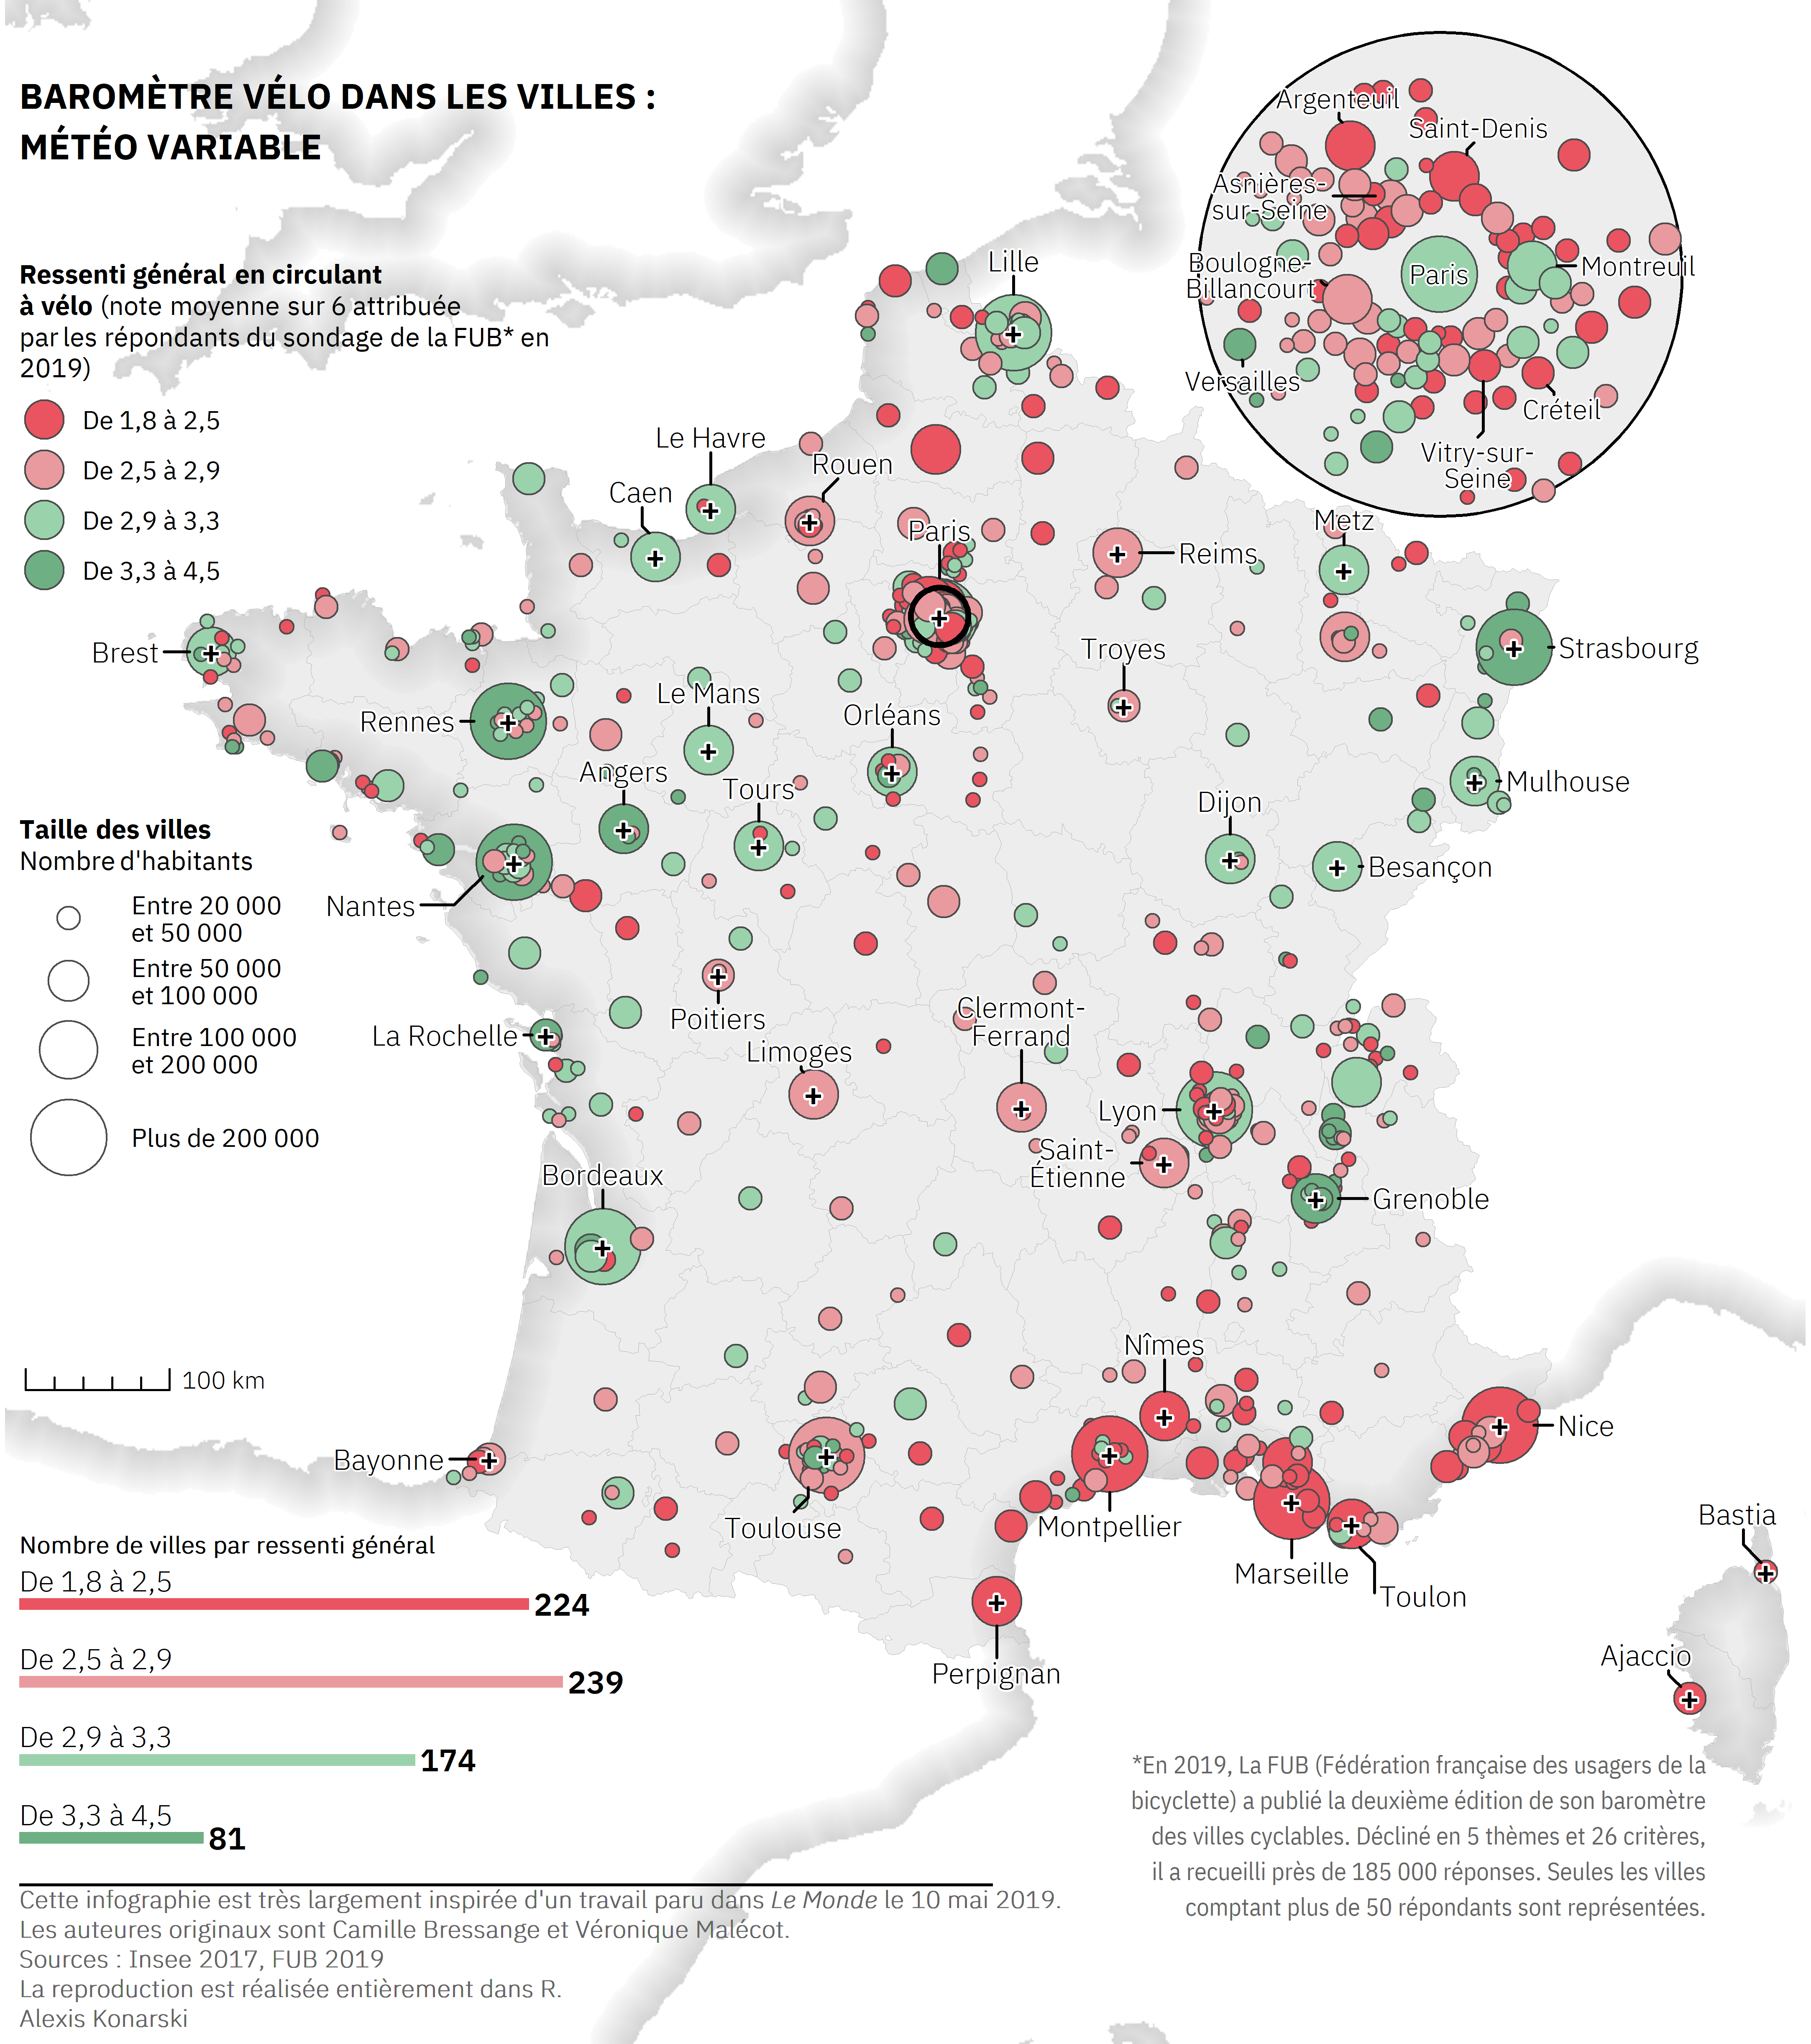 BAROMÈTRE VÉLO DANS LES VILLES :
MÉTÉO VARIABLE
Ressenti général en circulant
à vélo (note moyenne sur 6 attribuée
par les répondants du sondage de la FUB* en
2019)
De 1,8 à 2,5
De 2,5 à 2,9
De 2,9 à 3,3
De 3,3 à 4,5
Taille des villes
Nombre d'habitants
Entre 20 000
et 50 000
Entre 50 000
et 100 000
Entre 100 000
et 200 000
Plus de 200 000
100 km
Argenteuil
Saint-Denis
Asnières-
sur-Seine
Boulogne-
Billancourt
Paris
Montreuil
Versailles
Créteil
Vitry-sur-
Seine
Lille
Le Havre
Rouen
Caen
Paris
Reims
Metz
Brest
Troyes
Strasbourg
Rennes
Le Mans
Orléans
Angers
Tours
Mulhouse
Dijon
Besançon
Nantes
Poitiers
La Rochelle
Limoges
Clermont-
Ferrand
Lyon
Saint-
Étienne
Grenoble
Bordeaux
Nîmes
Nice
Bayonne
Toulouse
Montpellier
Marseille
Toulon
Perpignan
Bastia
Ajaccio
Nombre de villes par ressenti général
De 1,8 à 2,5
224
De 2,5 à 2,9
239
De 2,9 à 3,3
174
De 3,3 à 4,5
81
*En 2019, La FUB (Fédération française des usagers de la
bicyclette) a publié la deuxième édition de son baromètre
des villes cyclables. Décliné en 5 thèmes et 26 critères,
il a recueilli près de 185 000 réponses. Seules les villes
comptant plus de 50 répondants sont représentées.
Cette infographie est très largement inspirée d'un travail paru dans Le Monde le 10 mai 2019.
Les auteures originaux sont Camille Bressange et Véronique Malécot.
Sources : Insee 2017, FUB 2019
La reproduction est réalisée entièrement dans R.
Alexis Konarski